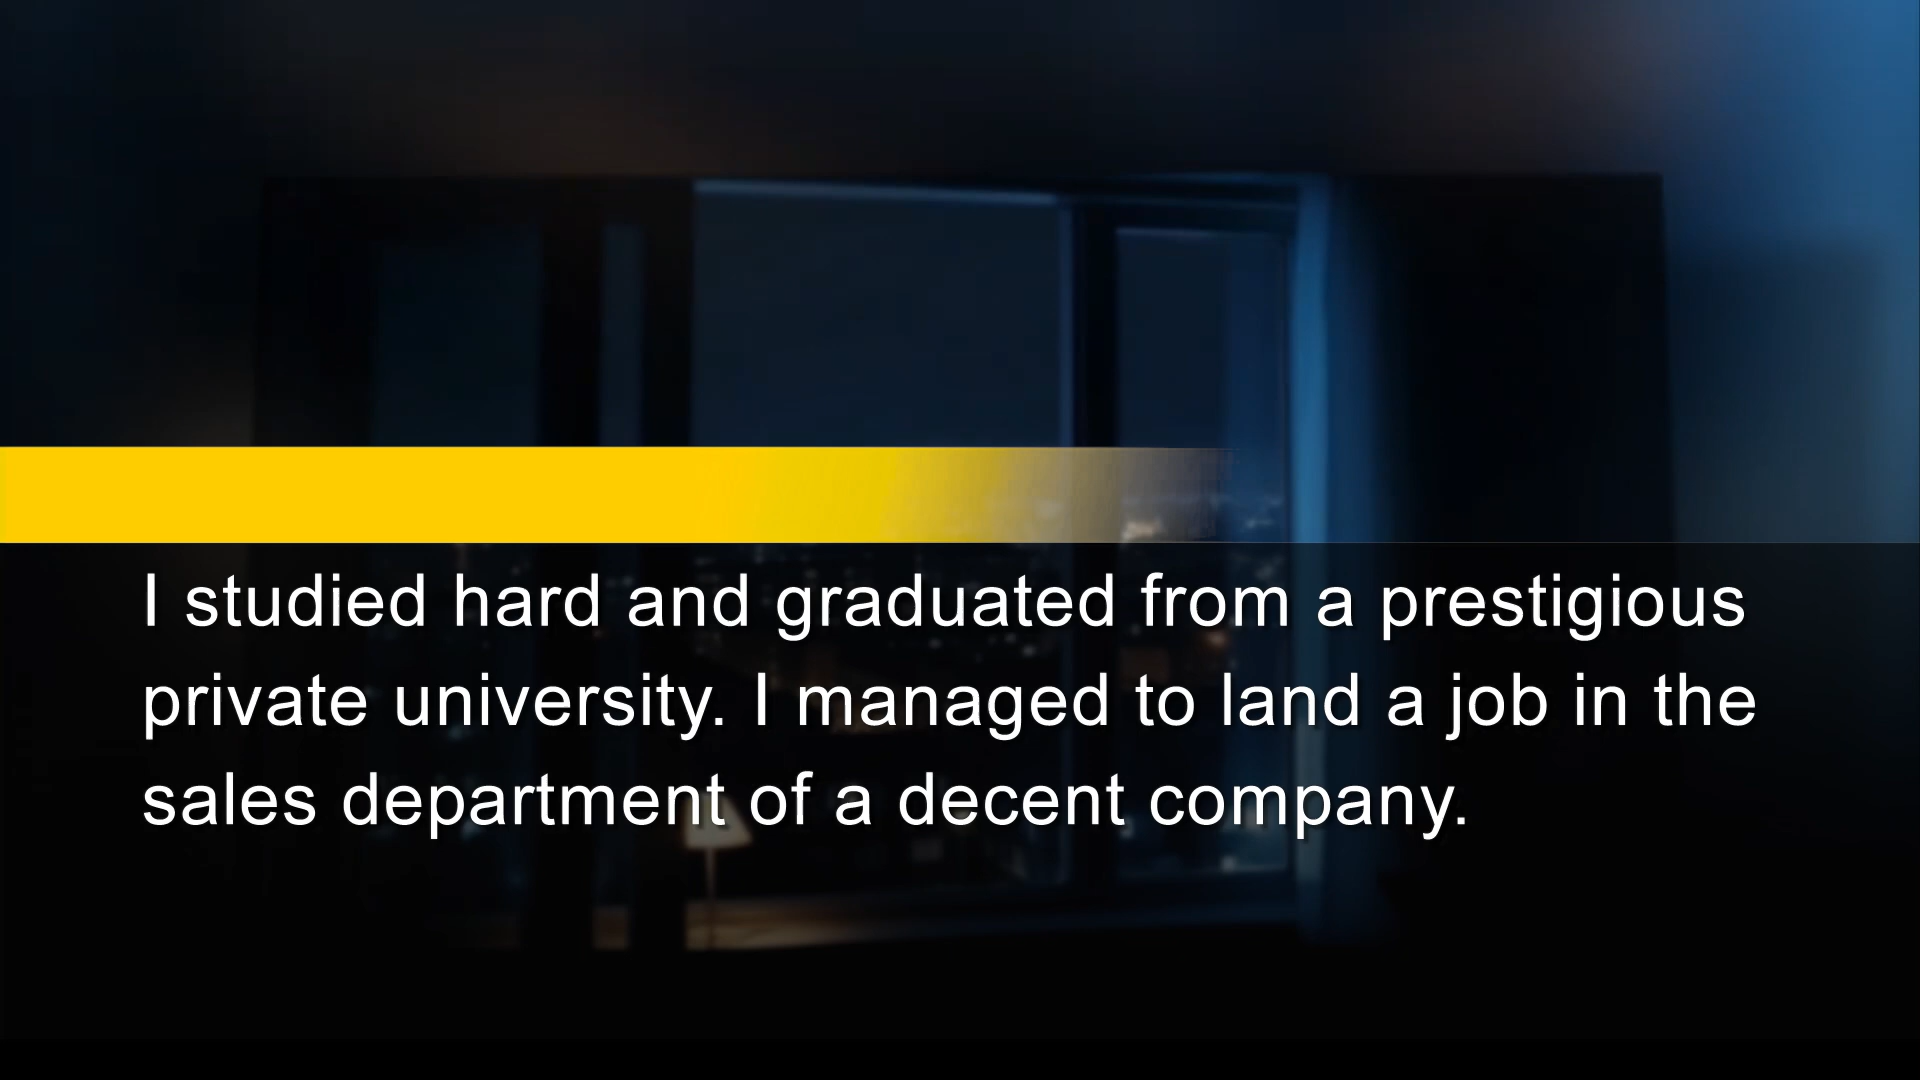 I studied hard and graduated from a prestigious
private university. I managed to land a job in the
sales department of a decent company.